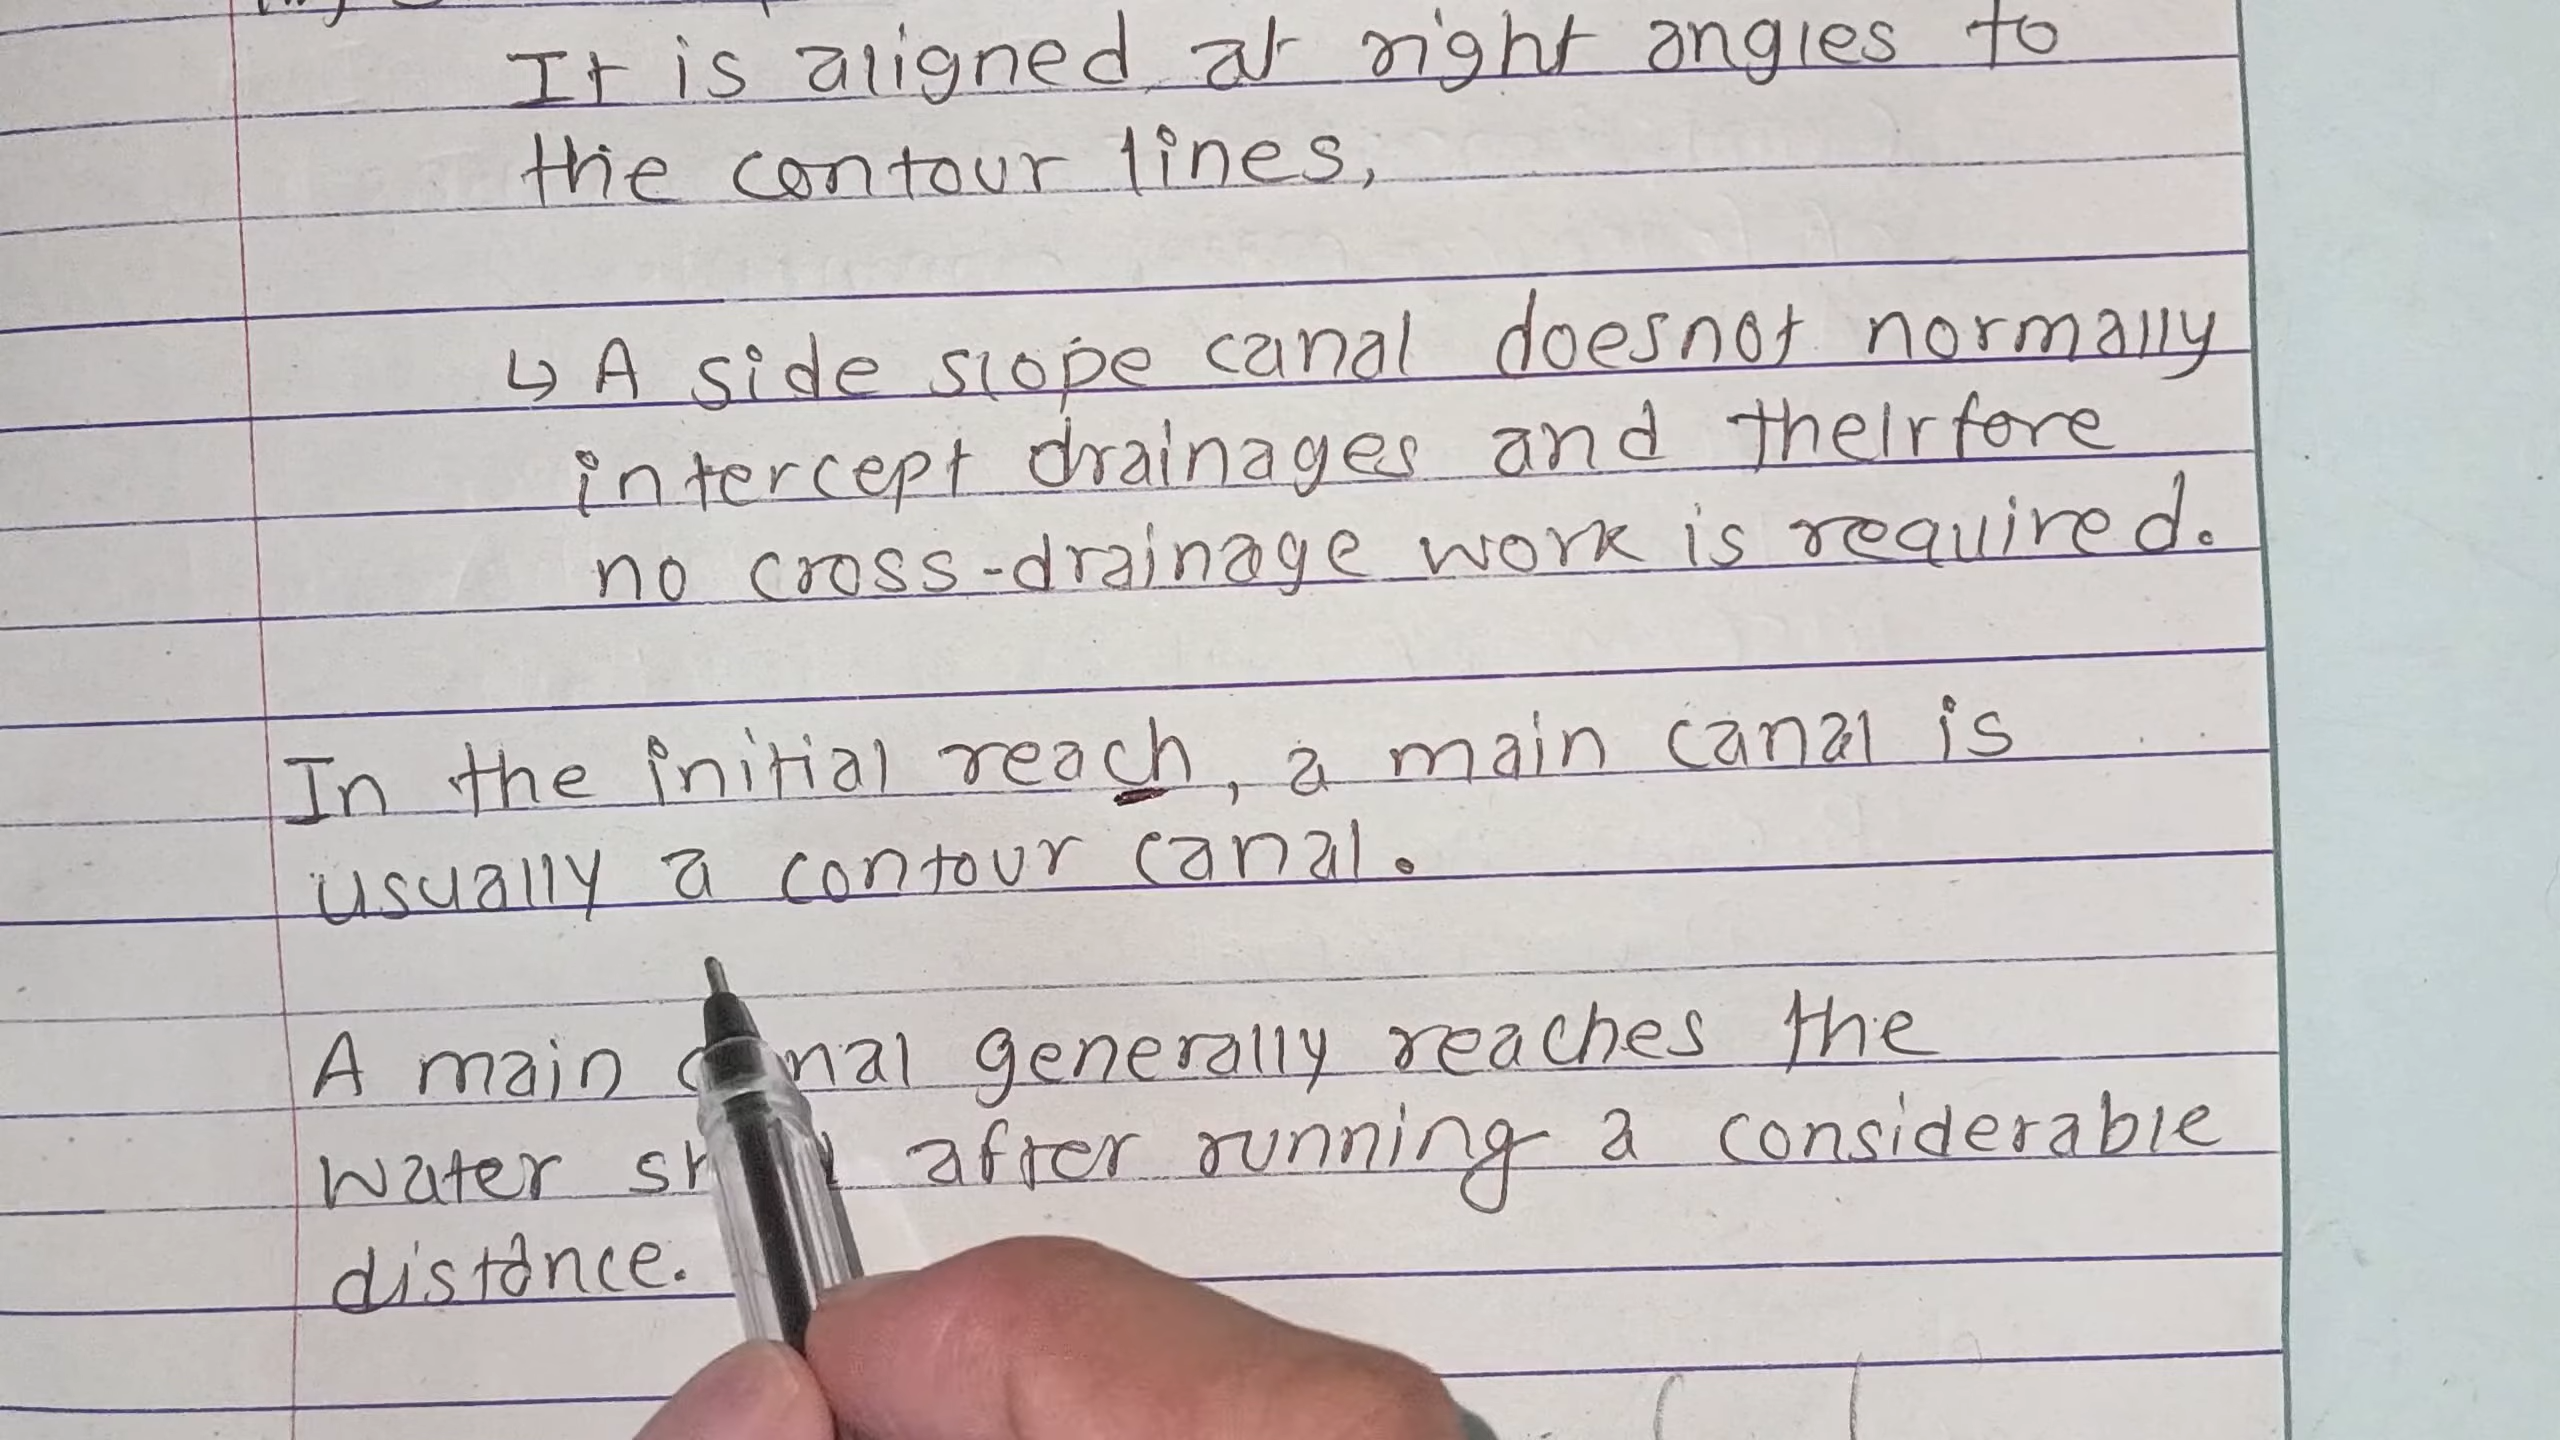 It is aligned at right angles to
the contour lines,
↳ A side slope canal doesnot normally
intercept drainages and theirfore
no cross-drainage work is required.
In the initial reach, a main canal is
usually a contour canal.
A main generally reaches the
water after running a considerable
distance.